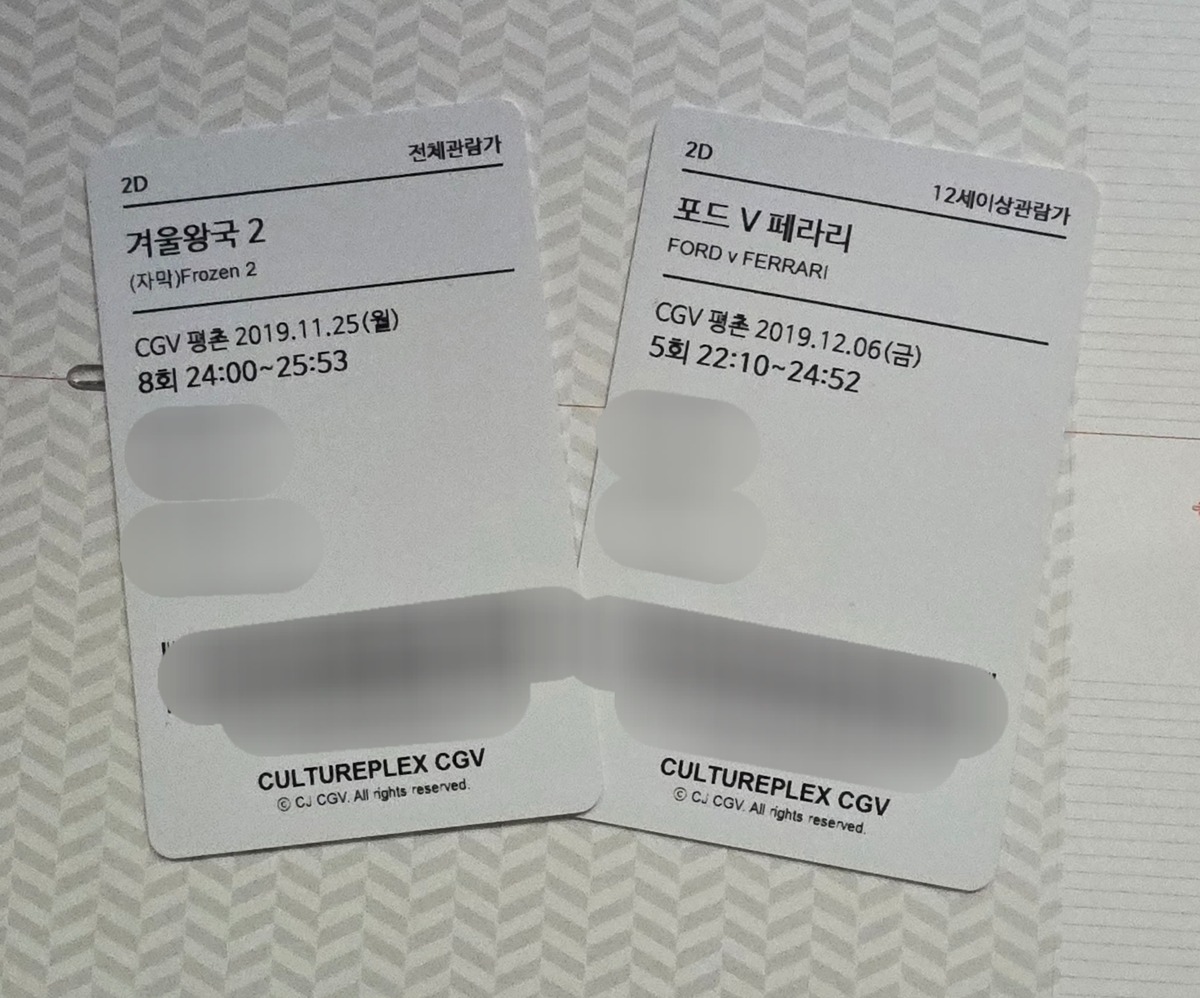 2D
전체관람가
겨울왕국 2
(자막)Frozen 2
CGV 평촌 2019.11.25(월)
8회 24:00~25:53
CULTUREPLEX CGV
ⓒ CJ CGV. All rights reserved.
2D
12세이상관람가
포드 V 페라리
FORD v FERRARI
CGV 평촌 2019.12.06(금)
5회 22:10~24:52
CULTUREPLEX CGV
ⓒ CJ CGV. All rights reserved.